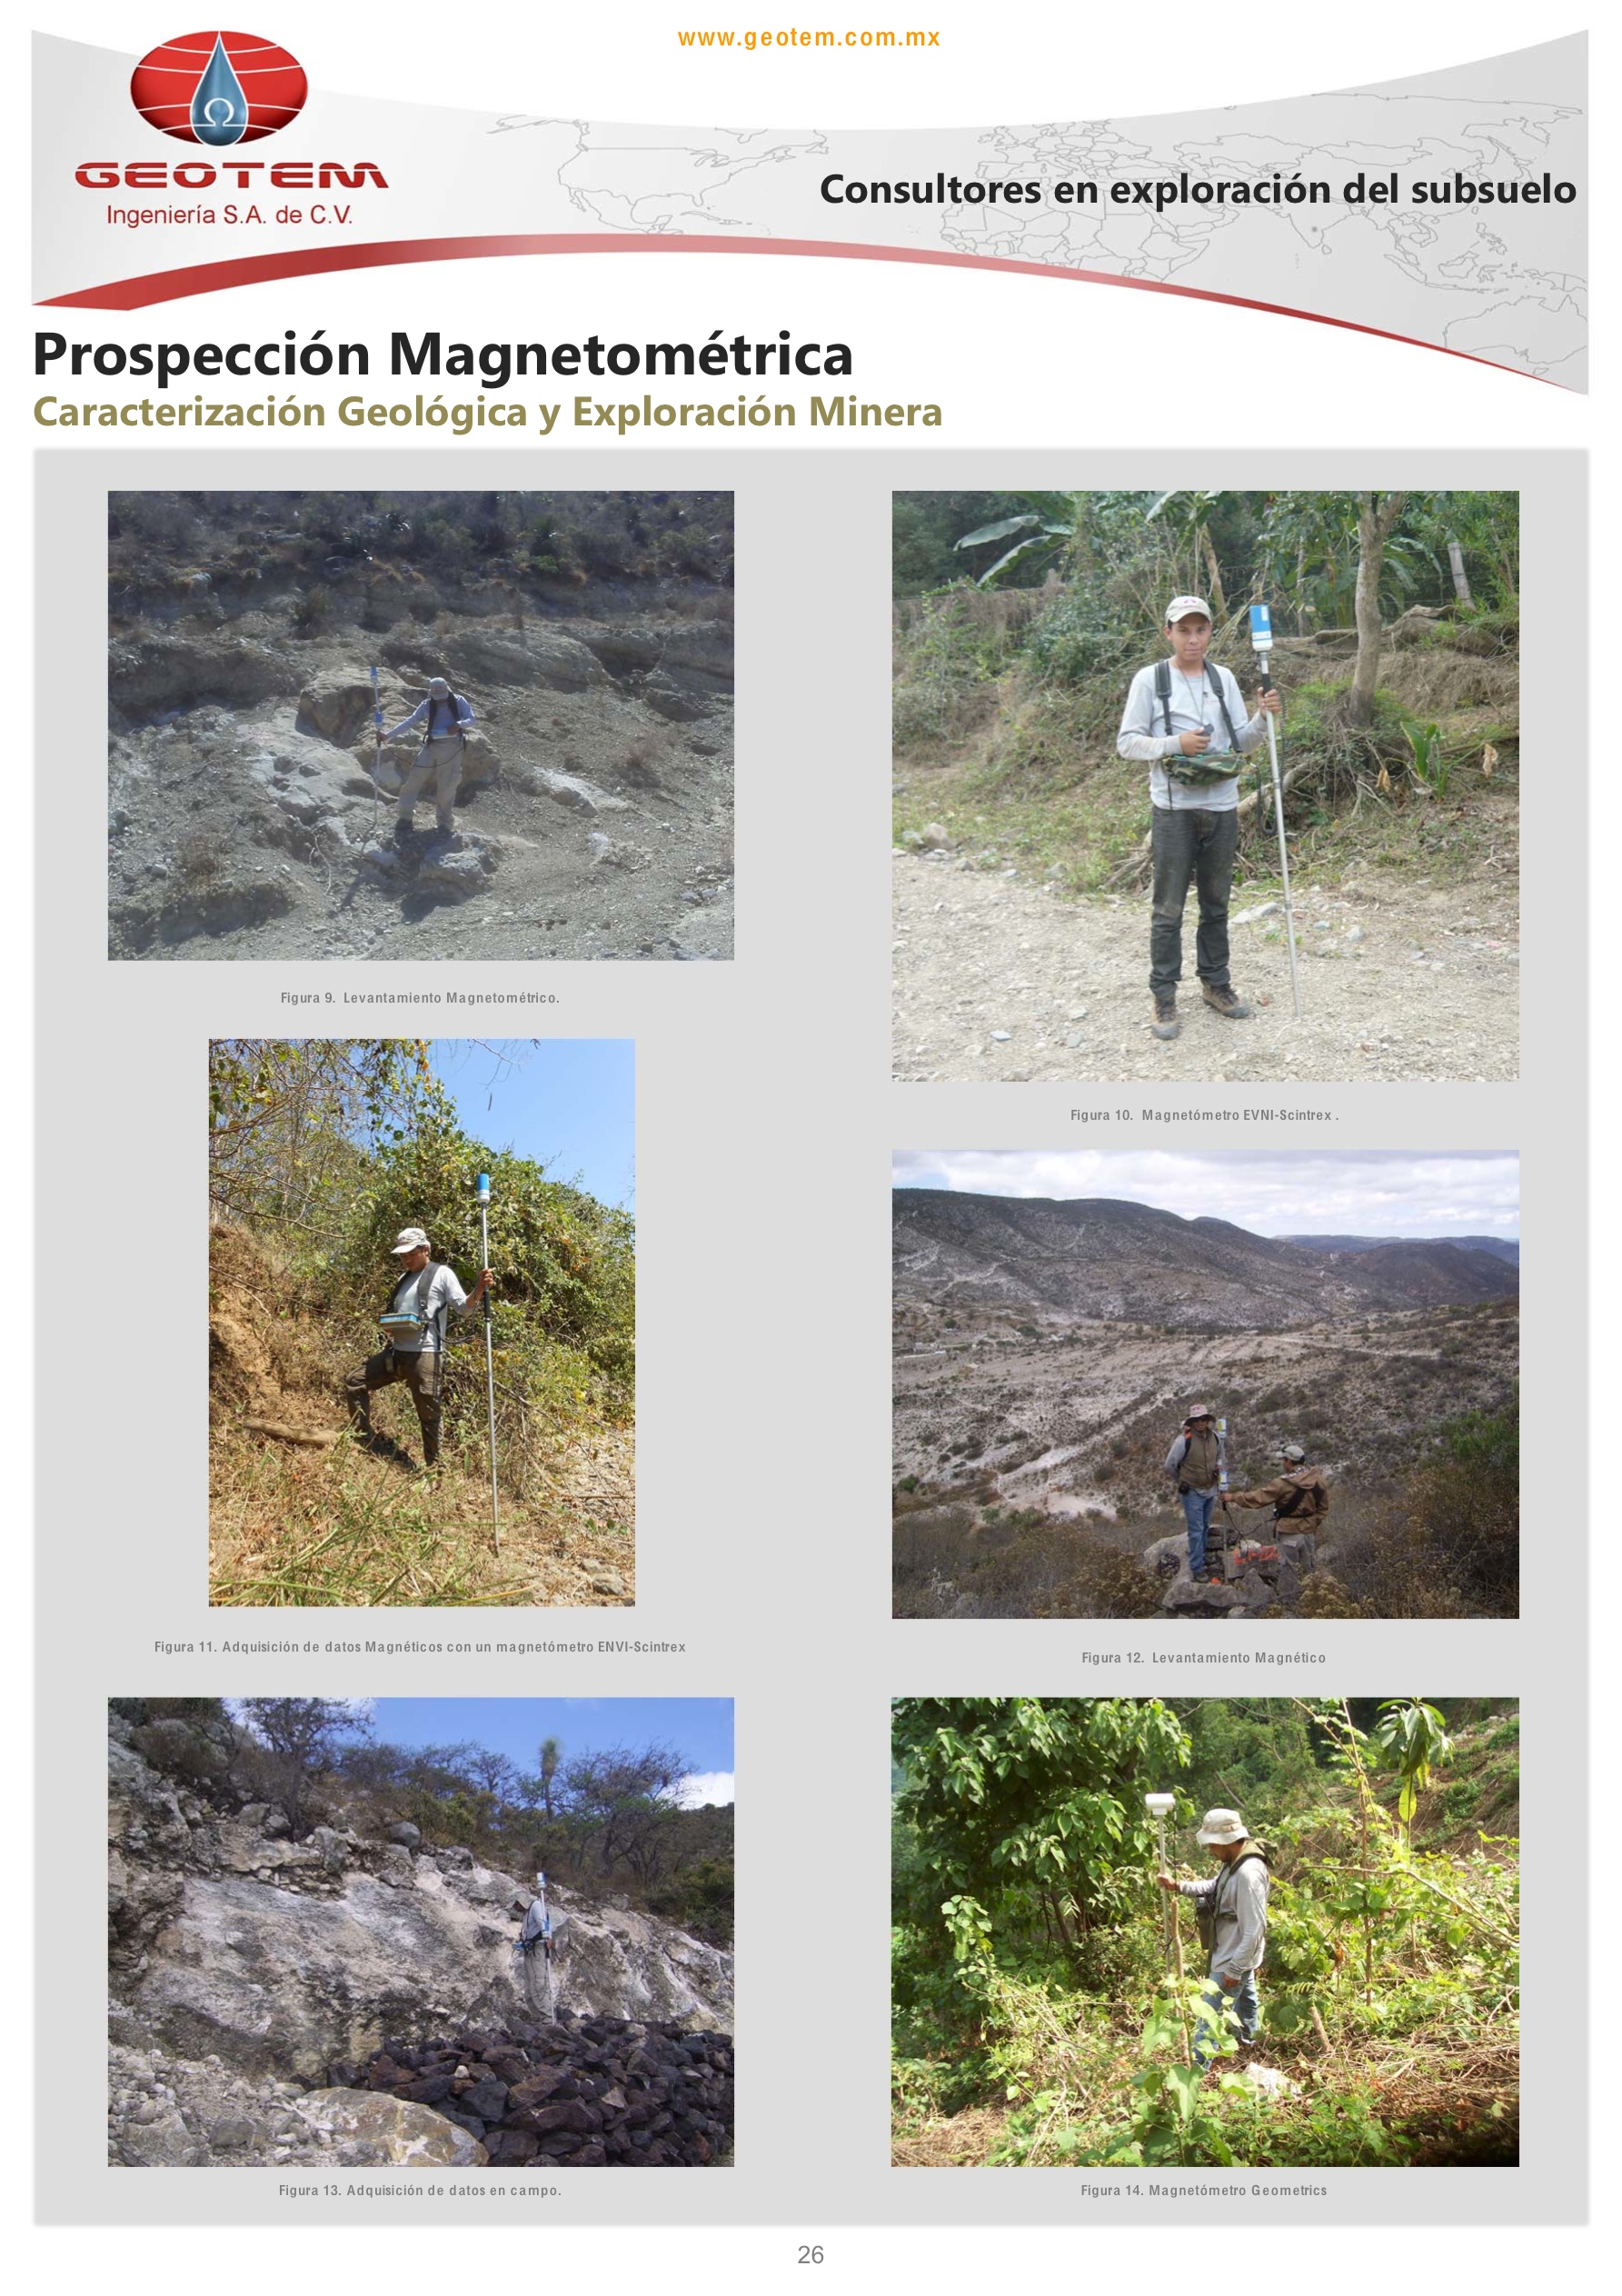 www.geotem.com.mx
Ω
GEOTEM
Ingeniería S.A. de C.V.
Consultores en exploración del subsuelo
Prospección Magnetométrica
Caracterización Geológica y Exploración Minera
Figura 9. Levantamiento Magnetométrico.
Figura 10. Magnetómetro EVNI-Scintrex .
Figura 11. Adquisición de datos Magnéticos con un magnetómetro ENVI-Scintrex
Figura 12. Levantamiento Magnético
Figura 13. Adquisición de datos en campo.
Figura 14. Magnetómetro Geometrics
26